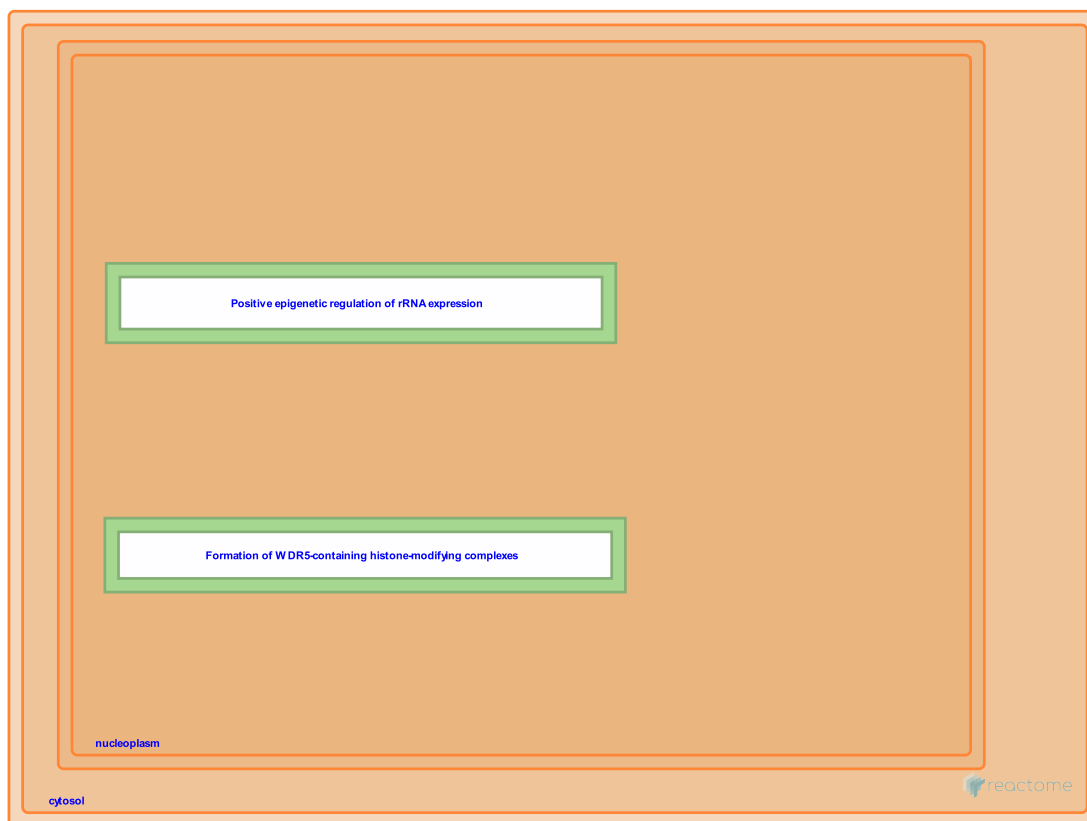 Positive epigenetic regulation of rRNA expression
Formation of WDR5-containing histone-modifying complexes
nucleoplasm
reactome
cytosol